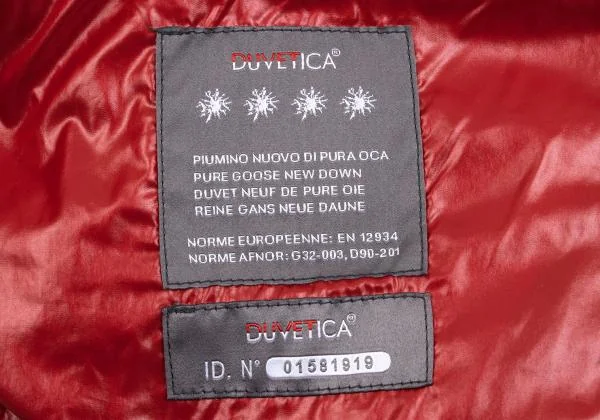 DUVETICA®
PIUMINO NUOVO DI PURA OCA
PURE GOOSE NEW DOWN
DUVET NEUF DE PURE OIE
REINE GANS NEUE DAUNE
NORME EUROPEENNE: EN 12934
NORME AFNOR: G32-003, D90-201
DUVETICA®
ID. N° 01581919